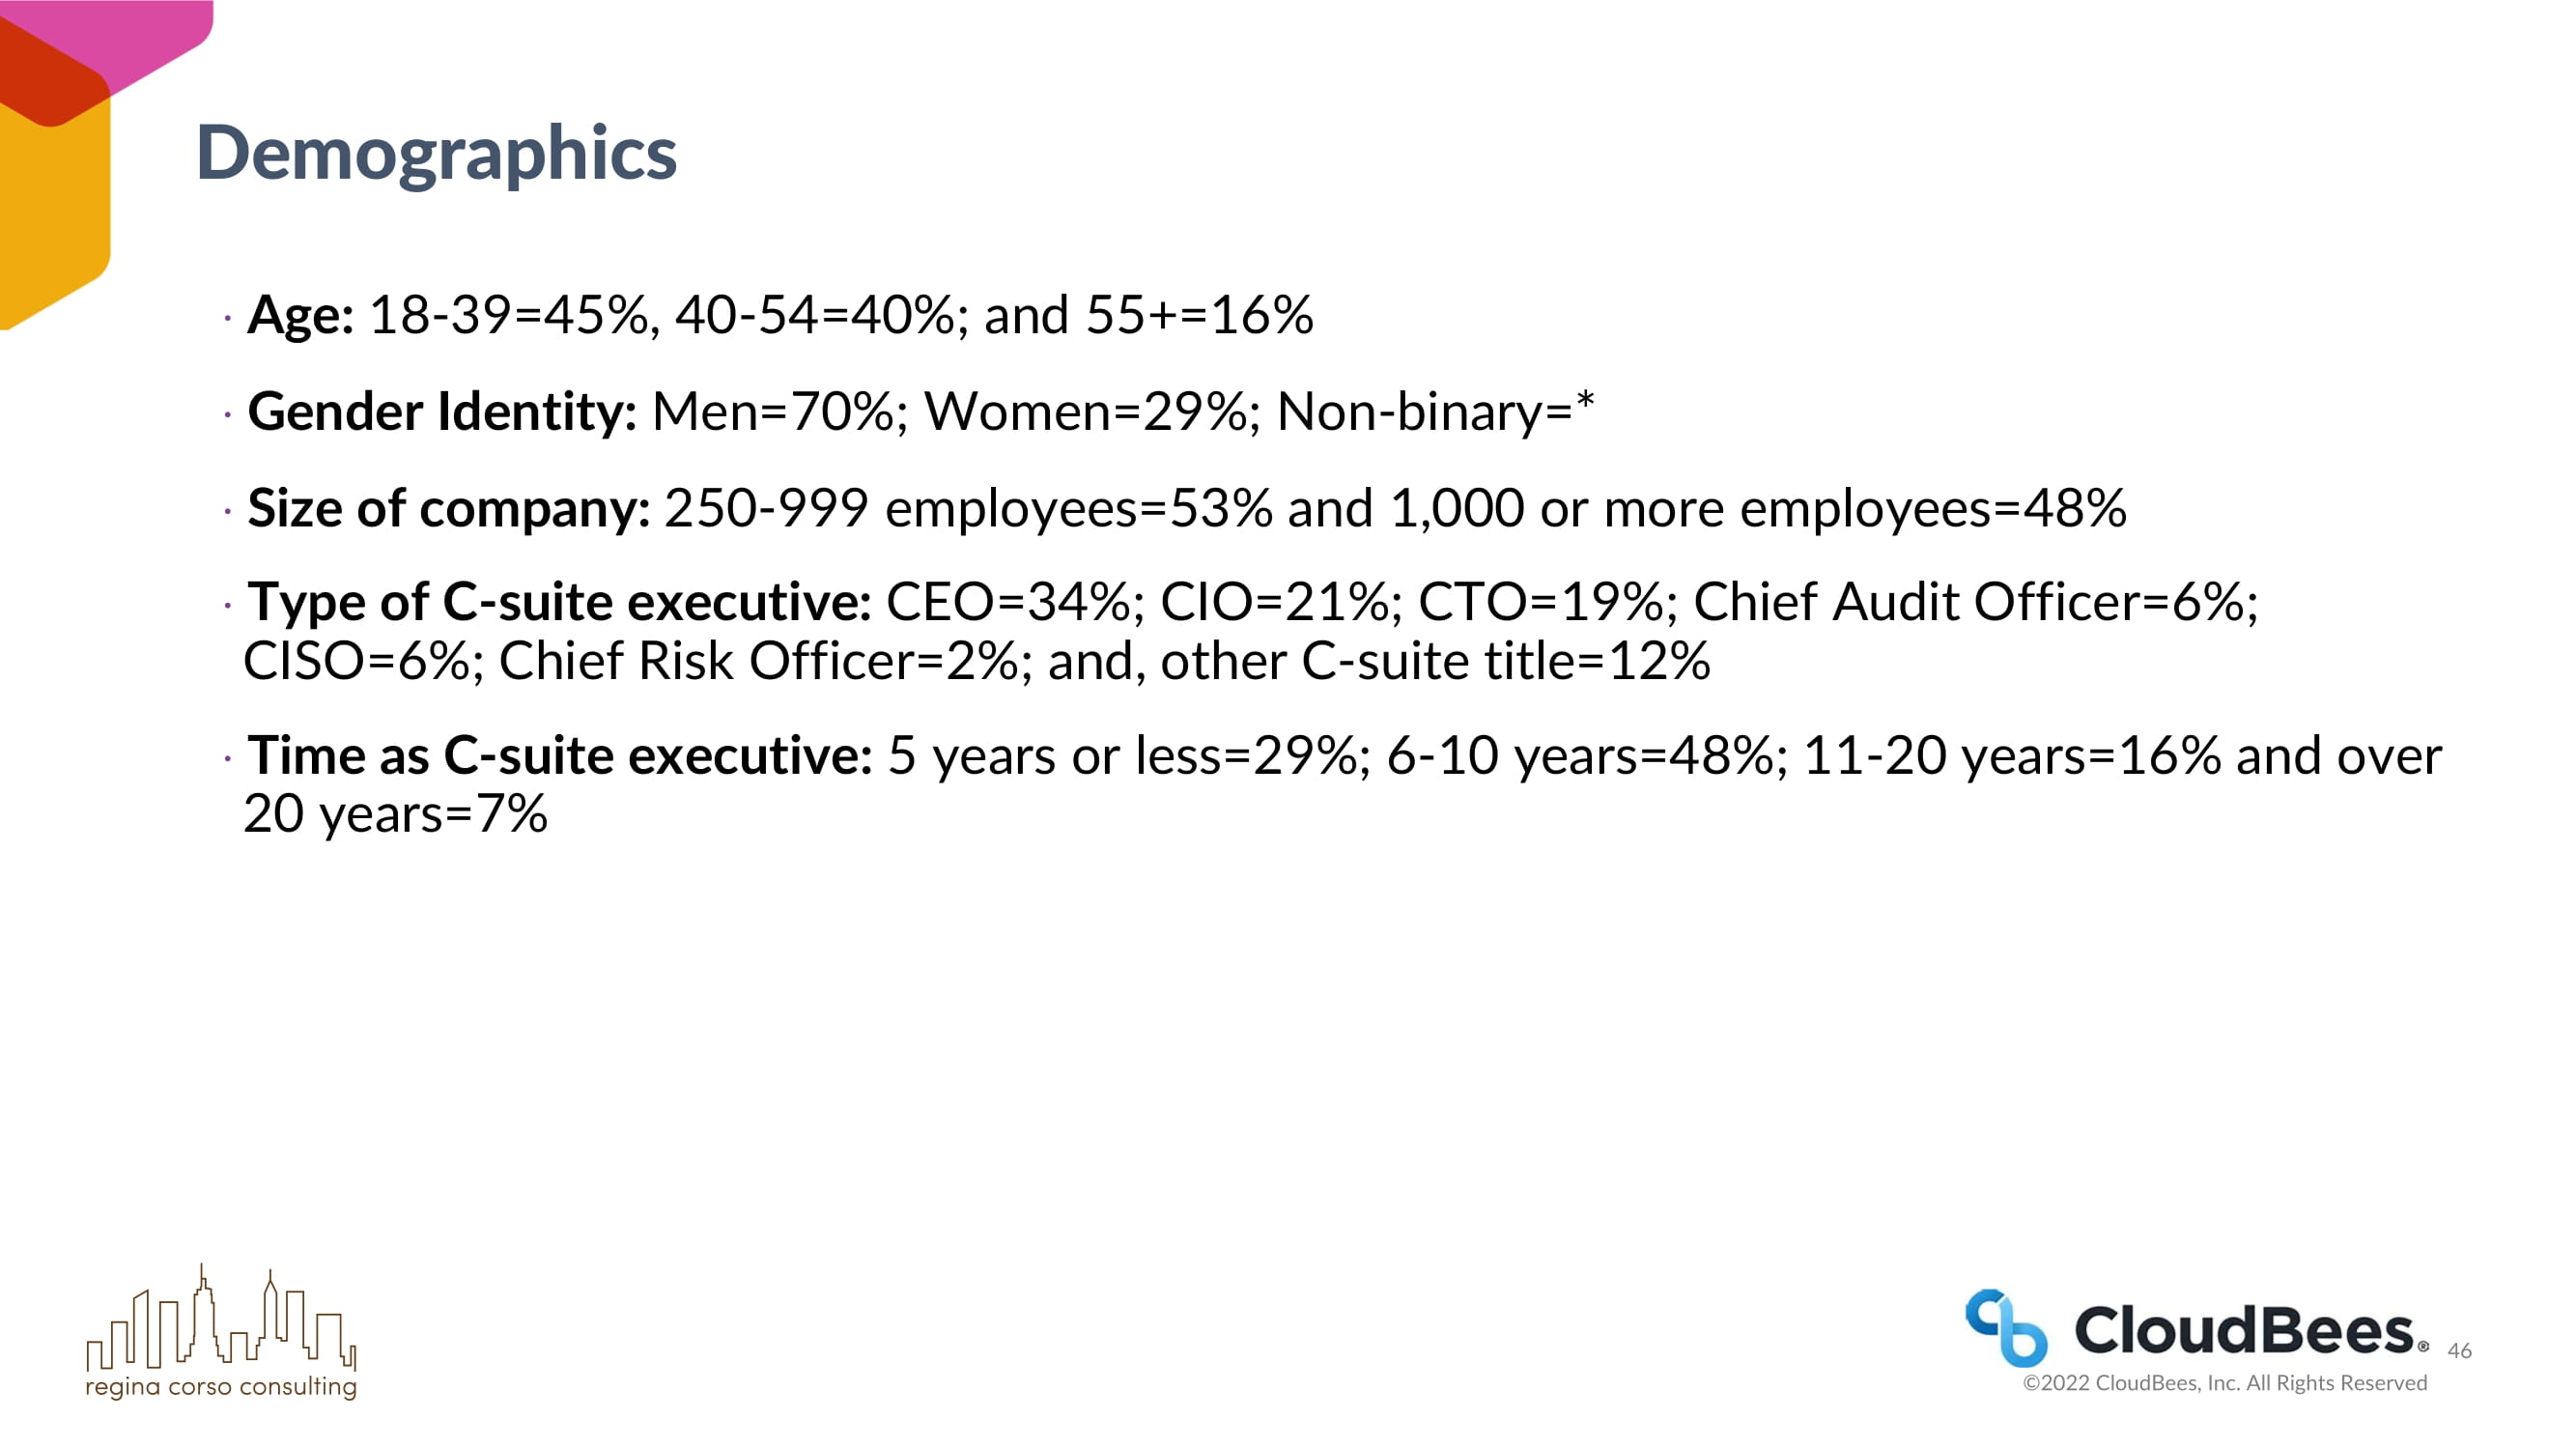 Demographics
· Age: 18-39=45%, 40-54=40%; and 55+=16%
· Gender Identity: Men=70%; Women=29%; Non-binary=*
· Size of company: 250-999 employees=53% and 1,000 or more employees=48%
· Type of C-suite executive: CEO=34%; CIO=21%; CTO=19%; Chief Audit Officer=6%;
CISO=6%; Chief Risk Officer=2%; and, other C-suite title=12%
· Time as C-suite executive: 5 years or less=29%; 6-10 years=48%; 11-20 years=16% and over
20 years=7%
regina corso consulting
CloudBees®
46
©2022 CloudBees, Inc. All Rights Reserved